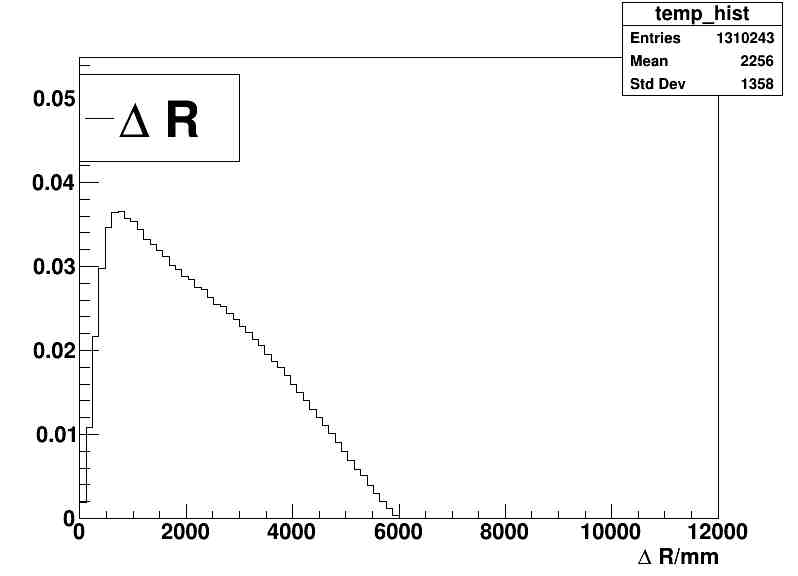 temp_hist
Entries 1310243
Mean 2256
Std Dev 1358
Δ R
0.05
0.04
0.03
0.02
0.01
0
0 2000 4000 6000 8000 10000 12000
Δ R/mm